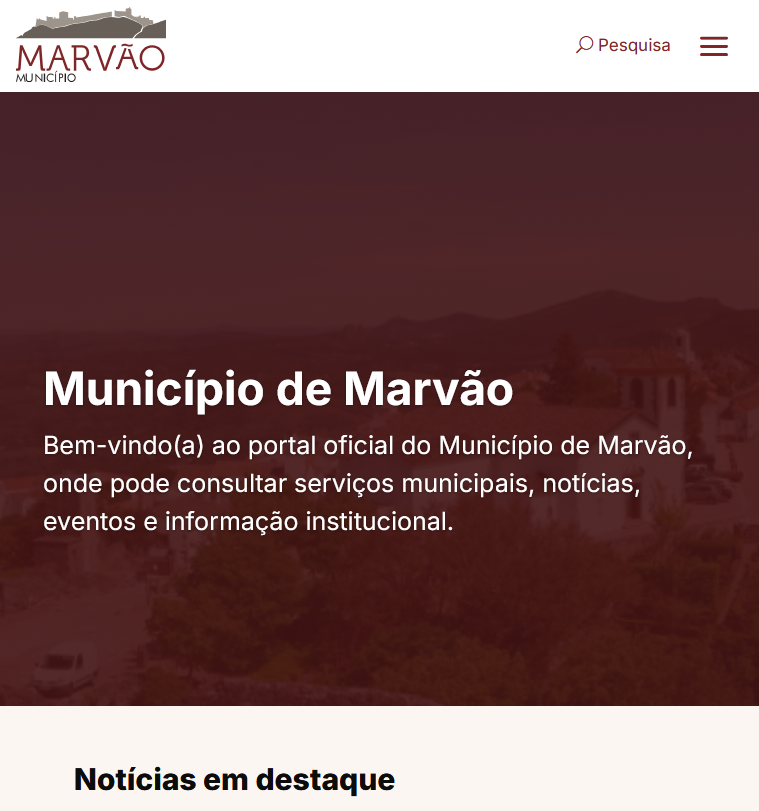 MARVÃO
MUNICÍPIO
Pesquisa
Município de Marvão
Bem-vindo(a) ao portal oficial do Município de Marvão,
onde pode consultar serviços municipais, notícias,
eventos e informação institucional.
Notícias em destaque